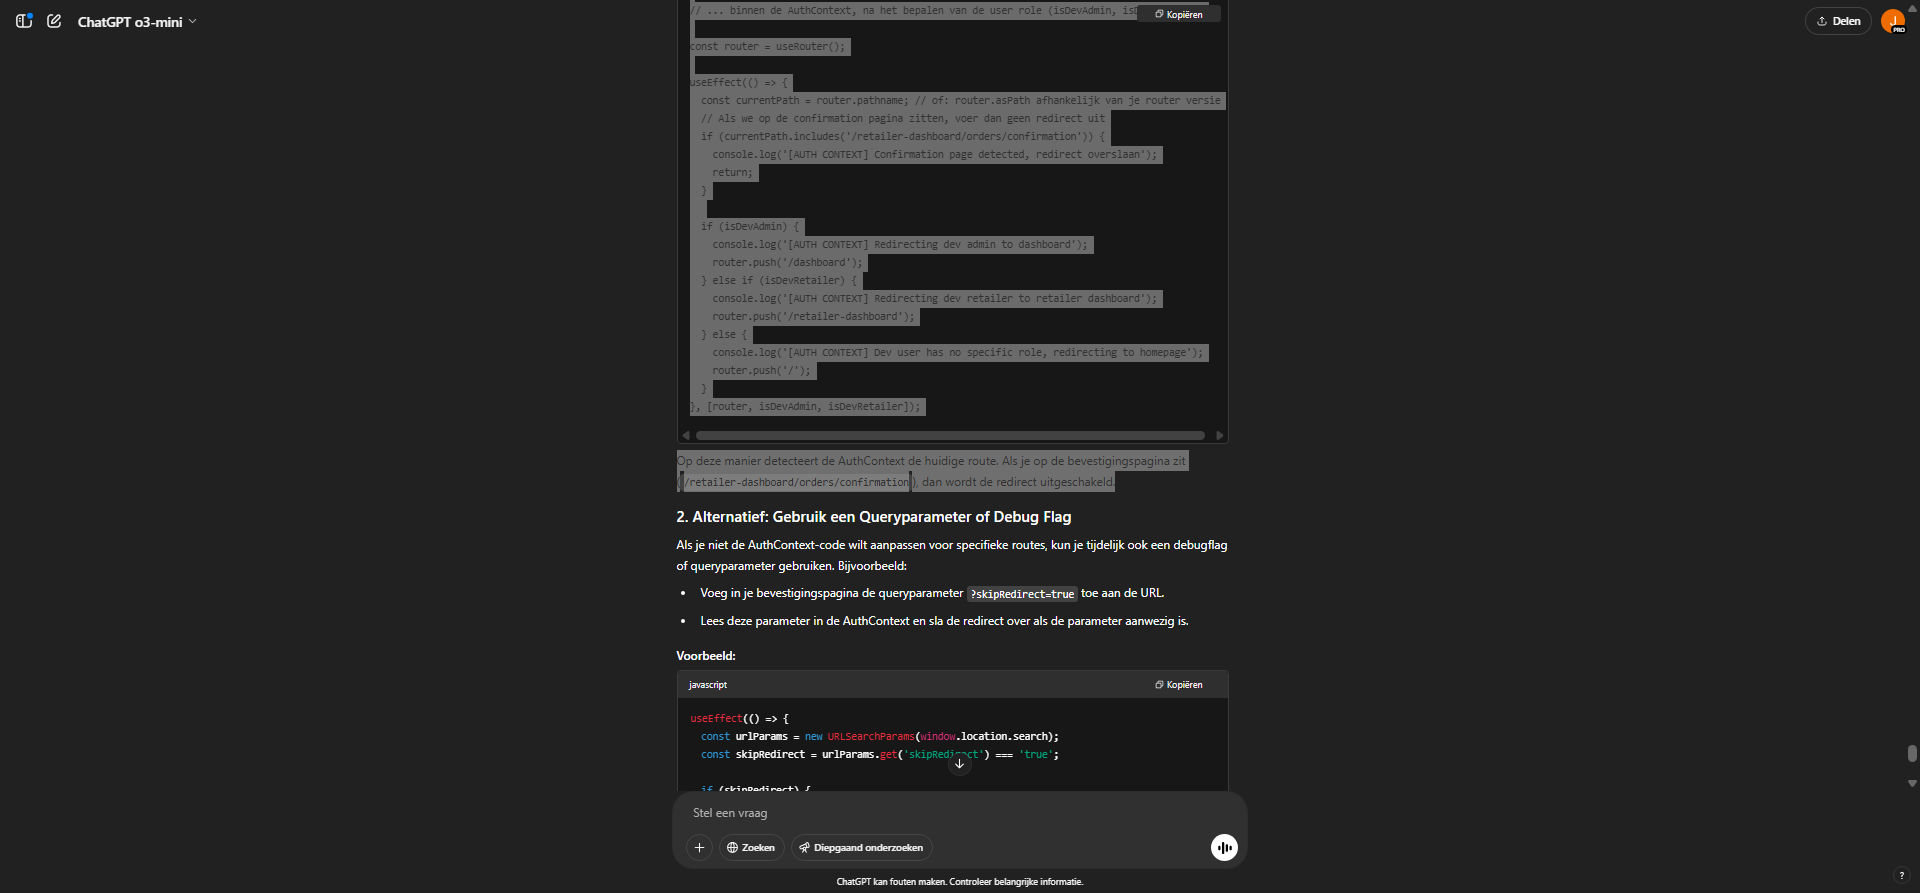 ChatGPT o3-mini
Delen
J
PRO
// ... binnen de AuthContext, na het bepalen van de user role (isDevAdmin,
Kopiëren
const router = useRouter();
useEffect(() => {
const currentPath = router.pathname; // of: router.asPath afhankelijk van je router versie
// Als we op de confirmation pagina zitten, voer dan geen redirect uit
if (currentPath.includes('/retailer-dashboard/orders/confirmation')) {
console.log('[AUTH CONTEXT] Confirmation page detected, redirect overslaan');
return;
}
if (isDevAdmin) {
console.log('[AUTH CONTEXT] Redirecting dev admin to dashboard');
router.push('/dashboard');
} else if (isDevRetailer) {
console.log('[AUTH CONTEXT] Redirecting dev retailer to retailer dashboard');
router.push('/retailer-dashboard');
} else {
console.log('[AUTH CONTEXT] Dev user has no specific role, redirecting to homepage');
router.push('/');
}
}, [router, isDevAdmin, isDevRetailer]);
Op deze manier detecteert de AuthContext de huidige route. Als je op de bevestigingspagina zit
(/retailer-dashboard/orders/confirmation), dan wordt de redirect uitgeschakeld.
2. Alternatief: Gebruik een Queryparameter of Debug Flag
Als je niet de AuthContext-code wilt aanpassen voor specifieke routes, kun je tijdelijk ook een debugflag
of queryparameter gebruiken. Bijvoorbeeld:
• Voeg in je bevestigingspagina de queryparameter ?skipRedirect=true toe aan de URL.
• Lees deze parameter in de AuthContext en sla de redirect over als de parameter aanwezig is.
Voorbeeld:
javascript
Kopiëren
useEffect(() => {
const urlParams = new URLSearchParams(window.location.search);
const skipRedirect = urlParams.get('skipRedirect') === 'true';
if (skipRedirect) {
Stel een vraag
Zoeken
Diepgaand onderzoeken
ChatGPT kan fouten maken. Controleer belangrijke informatie.
?